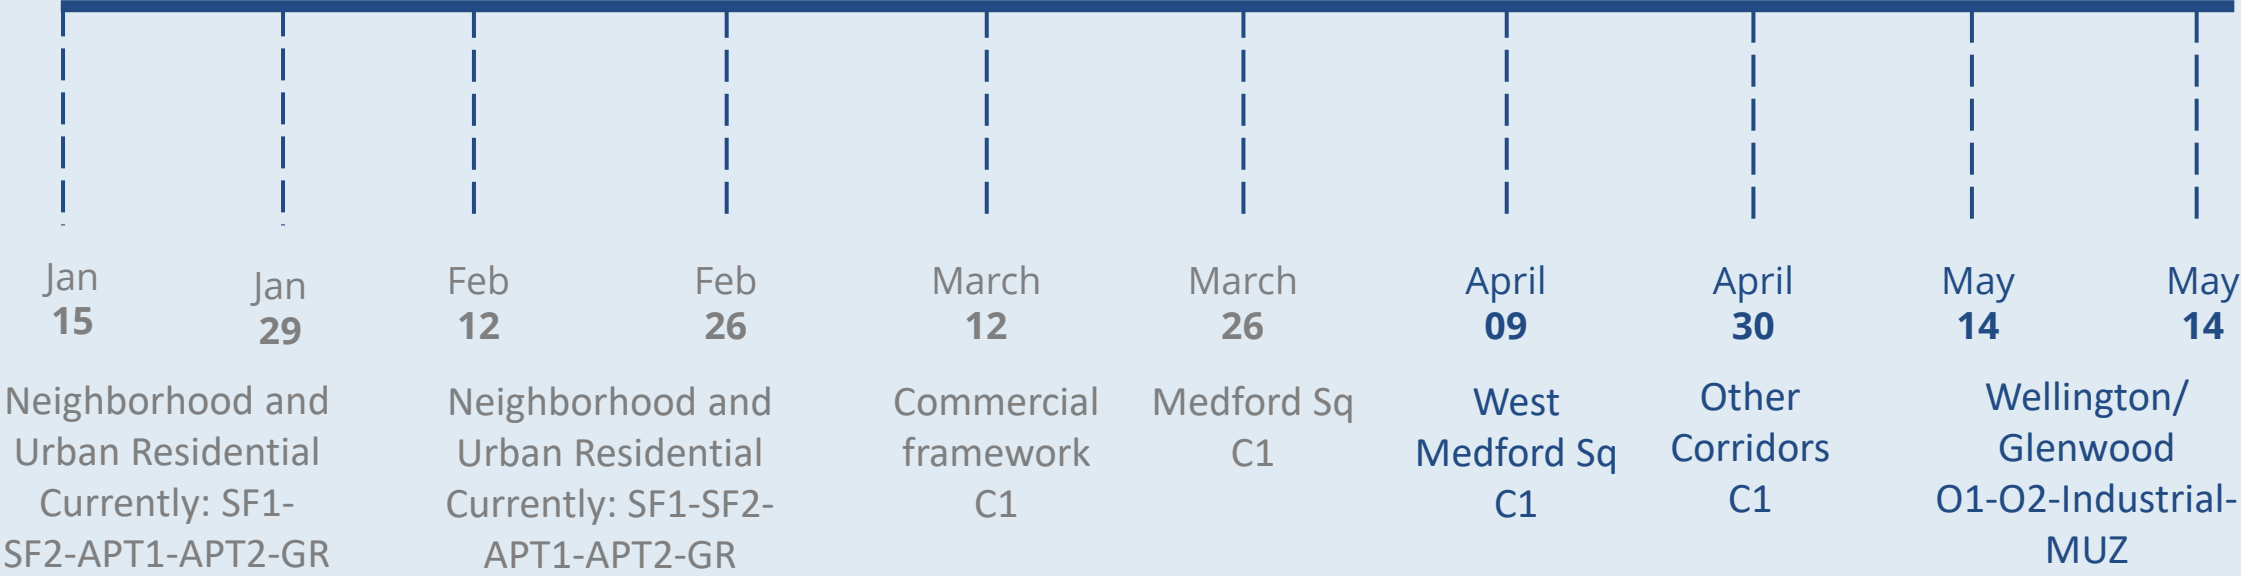 Jan
15
Jan
29
Feb
12
Feb
26
March
12
March
26
April
09
April
30
May
14
May
14
Neighborhood and
Urban Residential
Currently: SF1-
SF2-APT1-APT2-GR
Neighborhood and
Urban Residential
Currently: SF1-SF2-
APT1-APT2-GR
Commercial
framework
C1
Medford Sq
C1
West
Medford Sq
C1
Other
Corridors
C1
Wellington/
Glenwood
O1-O2-Industrial-
MUZ